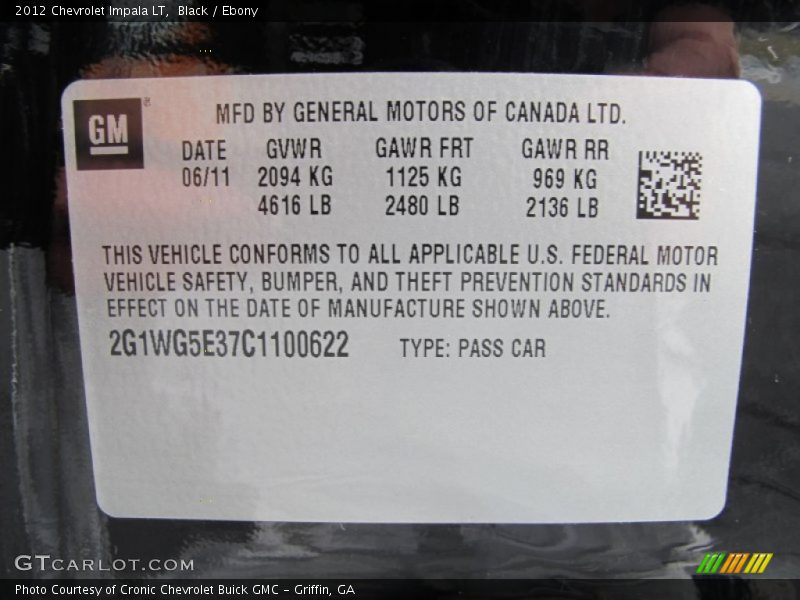 2012 Chevrolet Impala LT, Black / Ebony
GM ®
MFD BY GENERAL MOTORS OF CANADA LTD.
DATE GVWR GAWR FRT GAWR RR
06/11 2094 KG 1125 KG 969 KG
4616 LB 2480 LB 2136 LB
THIS VEHICLE CONFORMS TO ALL APPLICABLE U.S. FEDERAL MOTOR
VEHICLE SAFETY, BUMPER, AND THEFT PREVENTION STANDARDS IN
EFFECT ON THE DATE OF MANUFACTURE SHOWN ABOVE.
2G1WG5E37C1100622 TYPE: PASS CAR
GTCARLOT.COM
Photo Courtesy of Cronic Chevrolet Buick GMC – Griffin, GA